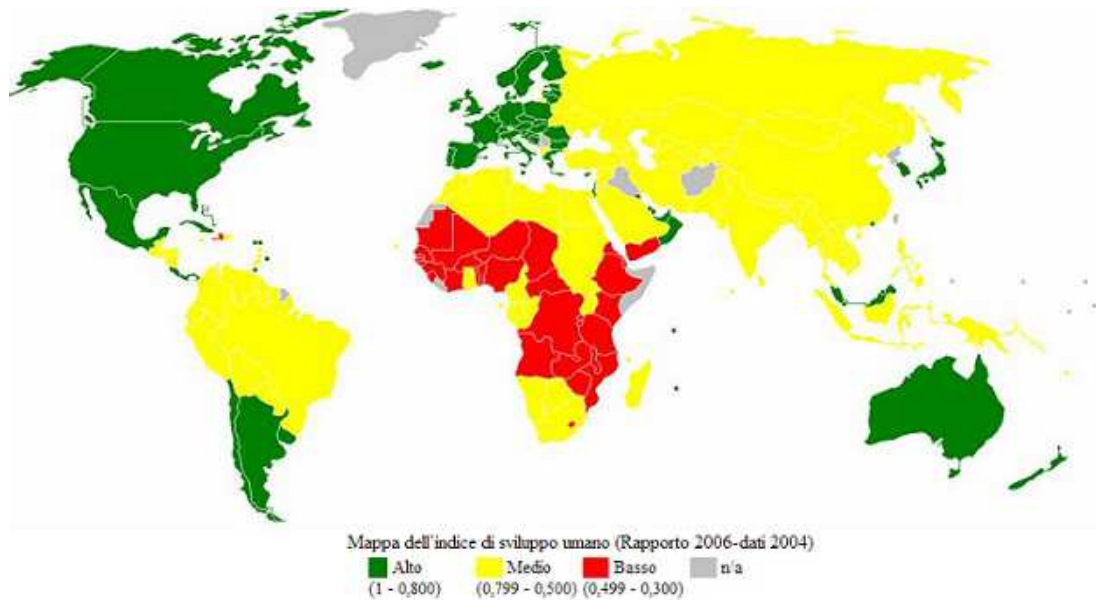 Mappa dell'indice di sviluppo umano (Rapporto 2006-dati 2004)
Alto Medio Basso n/a
(1 - 0,800) (0,799 - 0,500) (0,499 - 0,300)